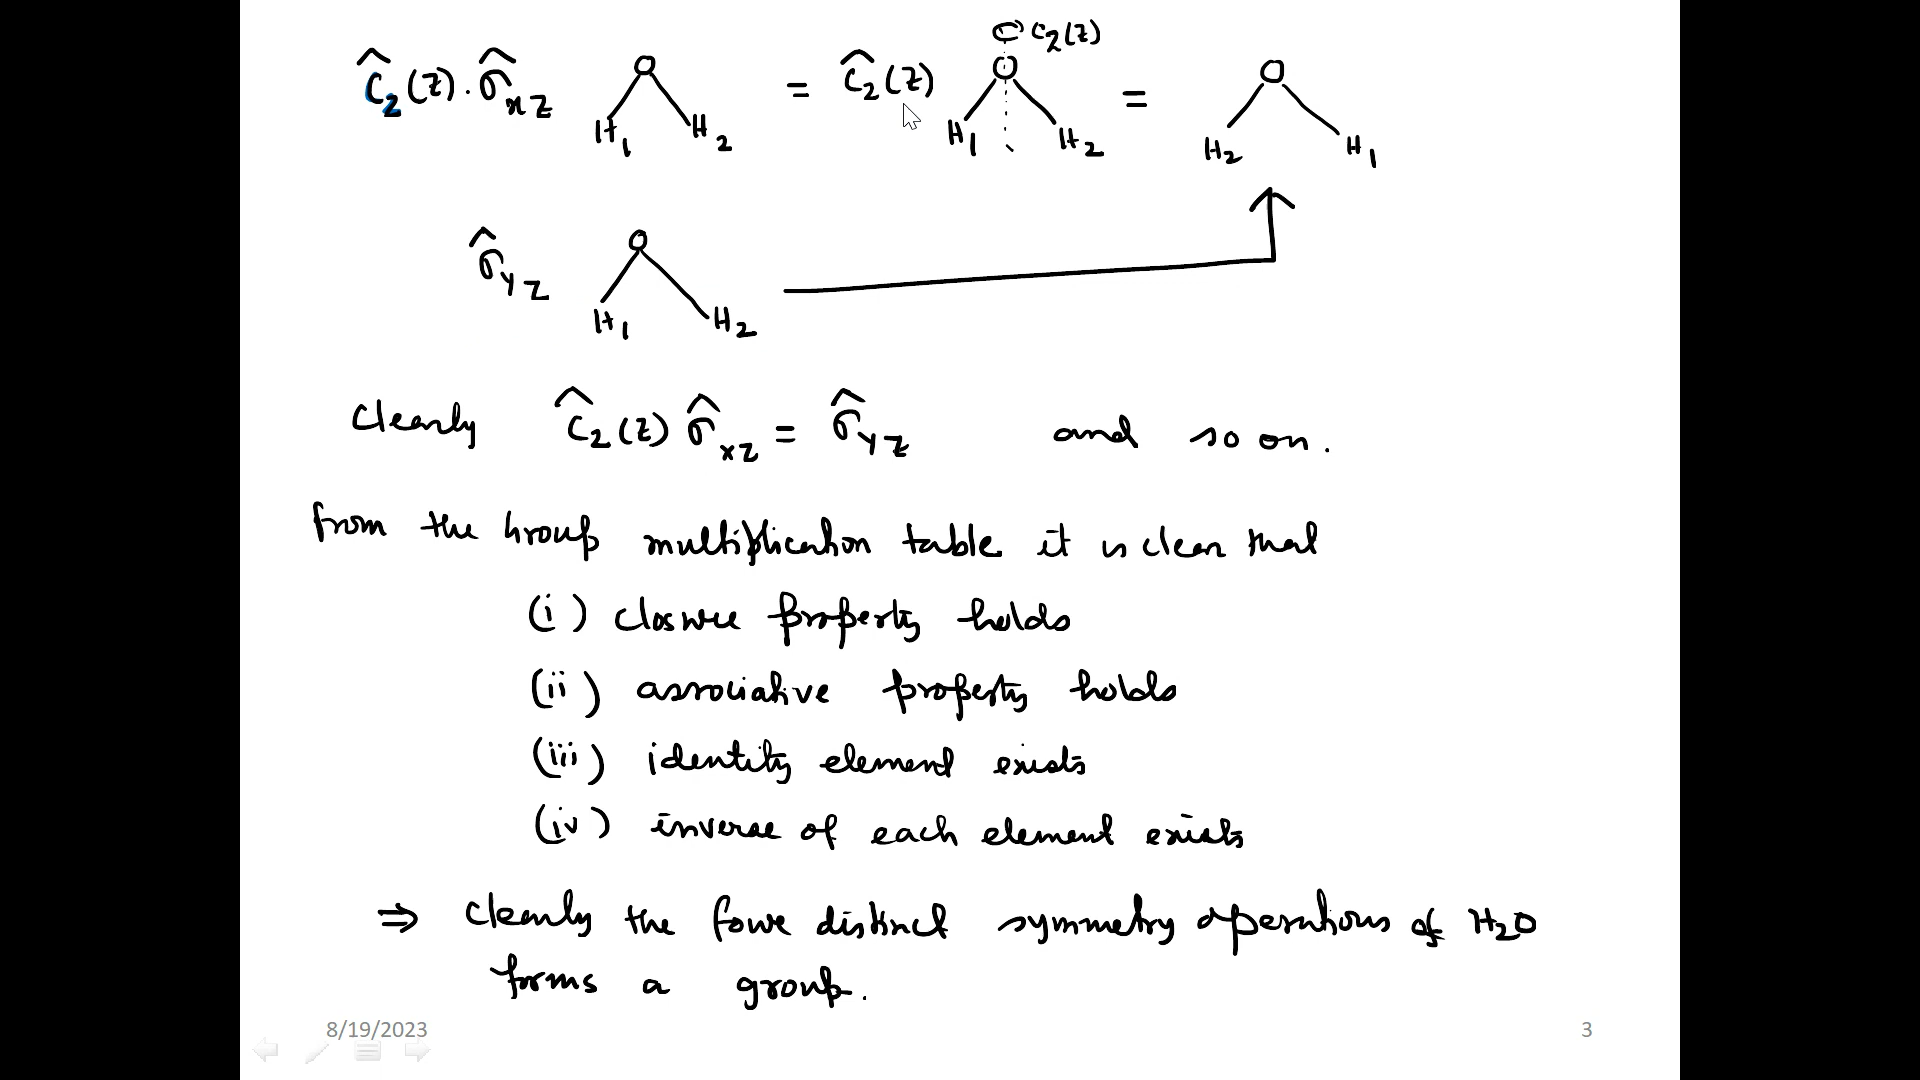 Ĉ₂(z)·σ̂xz O H₁ H₂ = Ĉ₂(z) O C₂(z) H₁ H₂ = O H₂ H₁
σ̂yz O H₁ H₂
Clearly Ĉ₂(z) σ̂xz = σ̂yz and so on.
from the Group multiplication table it is clear that
(i) closure property holds
(ii) associative property holds
(iii) identity element exists
(iv) inverse of each element exists
⇒ Clearly the four distinct symmetry operations of H₂O
forms a group.
8/19/2023 3